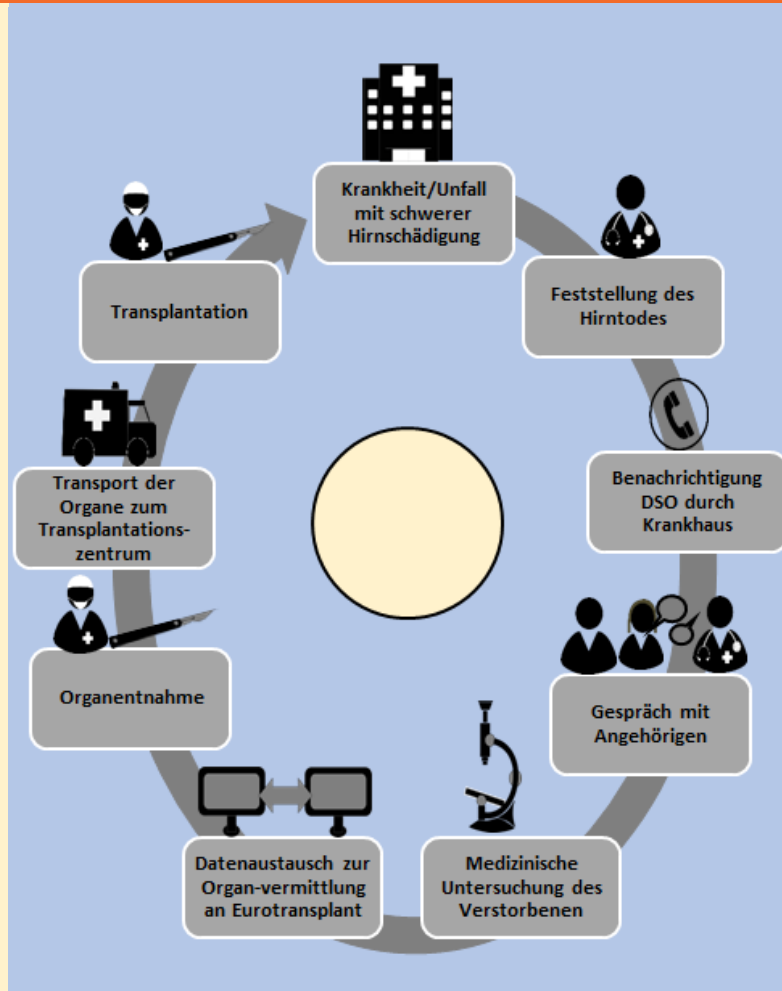 Krankheit/Unfall
mit schwerer
Hirnschädigung
Feststellung des
Hirntodes
Benachrichtigung
DSO durch
Krankhaus
Gespräch mit
Angehörigen
Medizinische
Untersuchung des
Verstorbenen
Datenaustausch zur
Organ-vermittlung
an Eurotransplant
Organentnahme
Transport der
Organe zum
Transplantations-
zentrum
Transplantation